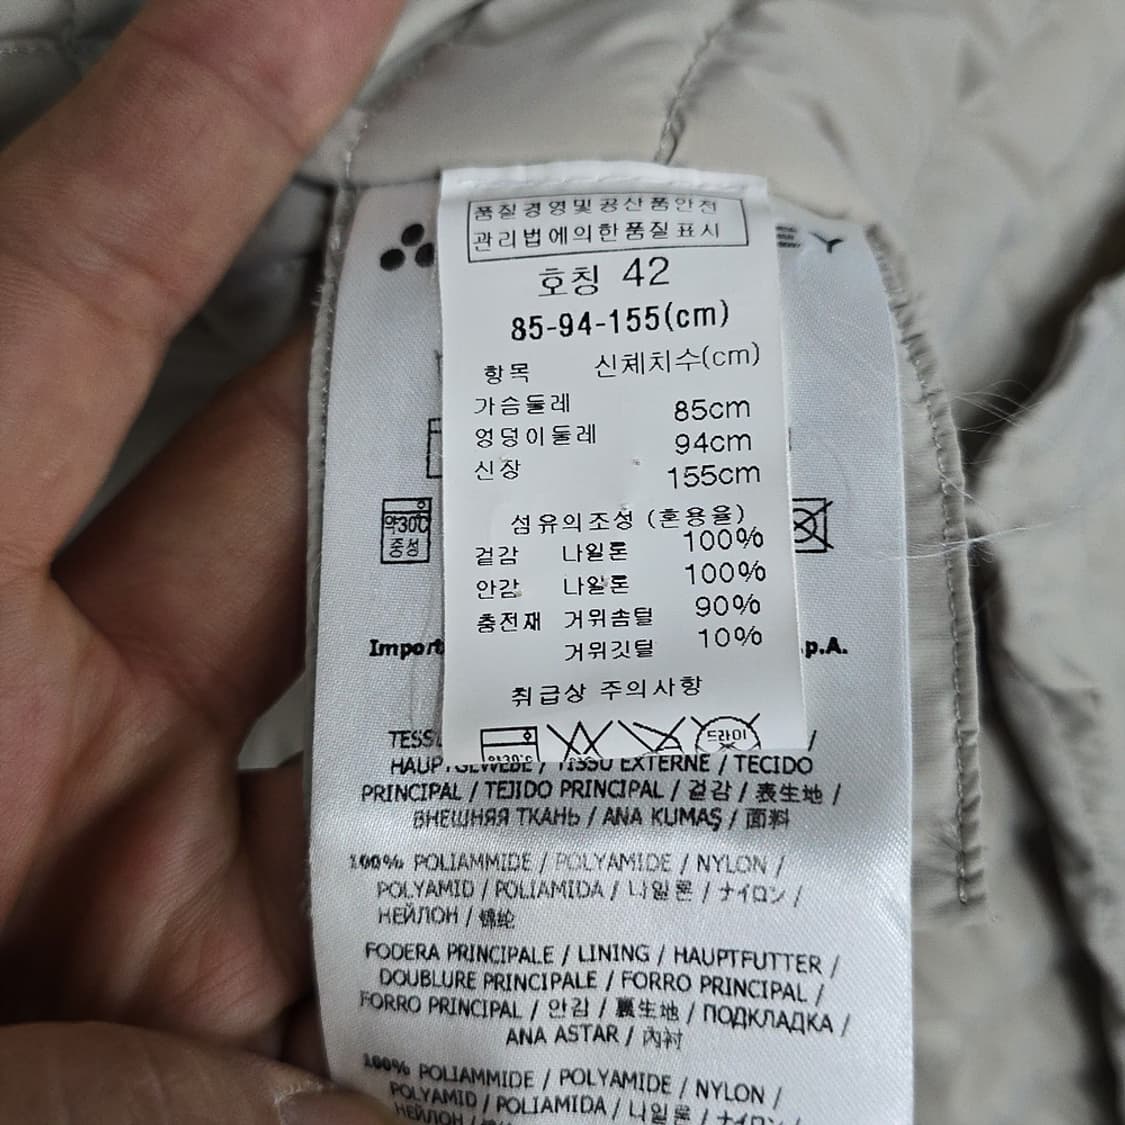 품질경영및공산품안전
관리법에의한품질표시
호칭 42
85-94-155(cm)
항목 신체치수(cm)
가슴둘레 85cm
엉덩이둘레 94cm
신장 155cm
섬유의조성 (혼용율)
겉감 나일론 100%
안감 나일론 100%
충전재 거위솜털 90%
거위깃털 10%
취급상 주의사항
드라이
Y
약30℃
중성
Import
.p.A.
TESS /
HAUPTGEWEBE / TISSU EXTERNE / TECIDO
PRINCIPAL / TEJIDO PRINCIPAL / 겉감 / 表生地 /
ВНЕШНЯЯ ТКАНЬ / ANA KUMAŞ / 面料
100% POLIAMMIDE / POLYAMIDE / NYLON /
POLYAMID / POLIAMIDA / 나일론 / ナイロン /
НЕЙЛОН / 锦纶
FODERA PRINCIPALE / LINING / HAUPTFUTTER /
DOUBLURE PRINCIPALE / FORRO PRINCIPAL /
FORRO PRINCIPAL / 안감 / 裏生地 / ПОДКЛАДКА /
ANA ASTAR / 内衬
100% POLIAMMIDE / POLYAMIDE / NYLON /
POLYAMID / POLIAMIDA / 나일론 / ナイロン /
НЕЙЛОН /